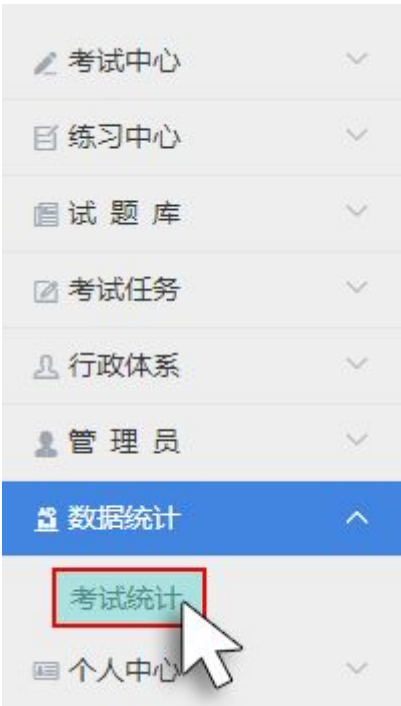 考试中心
练习中心
试 题 库
考试任务
行政体系
管 理 员
数据统计
考试统计
个人中心